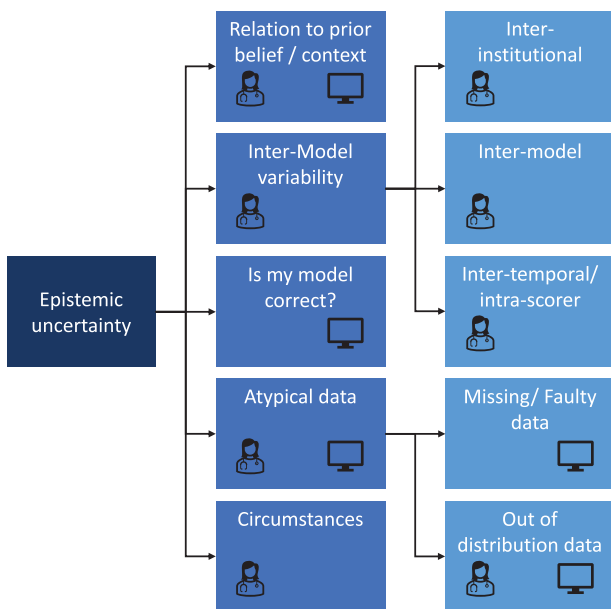 Epistemic
uncertainty
Relation to prior
belief / context
Inter-Model
variability
Is my model
correct?
Atypical data
Circumstances
Inter-
institutional
Inter-model
Inter-temporal/
intra-scorer
Missing/ Faulty
data
Out of
distribution data